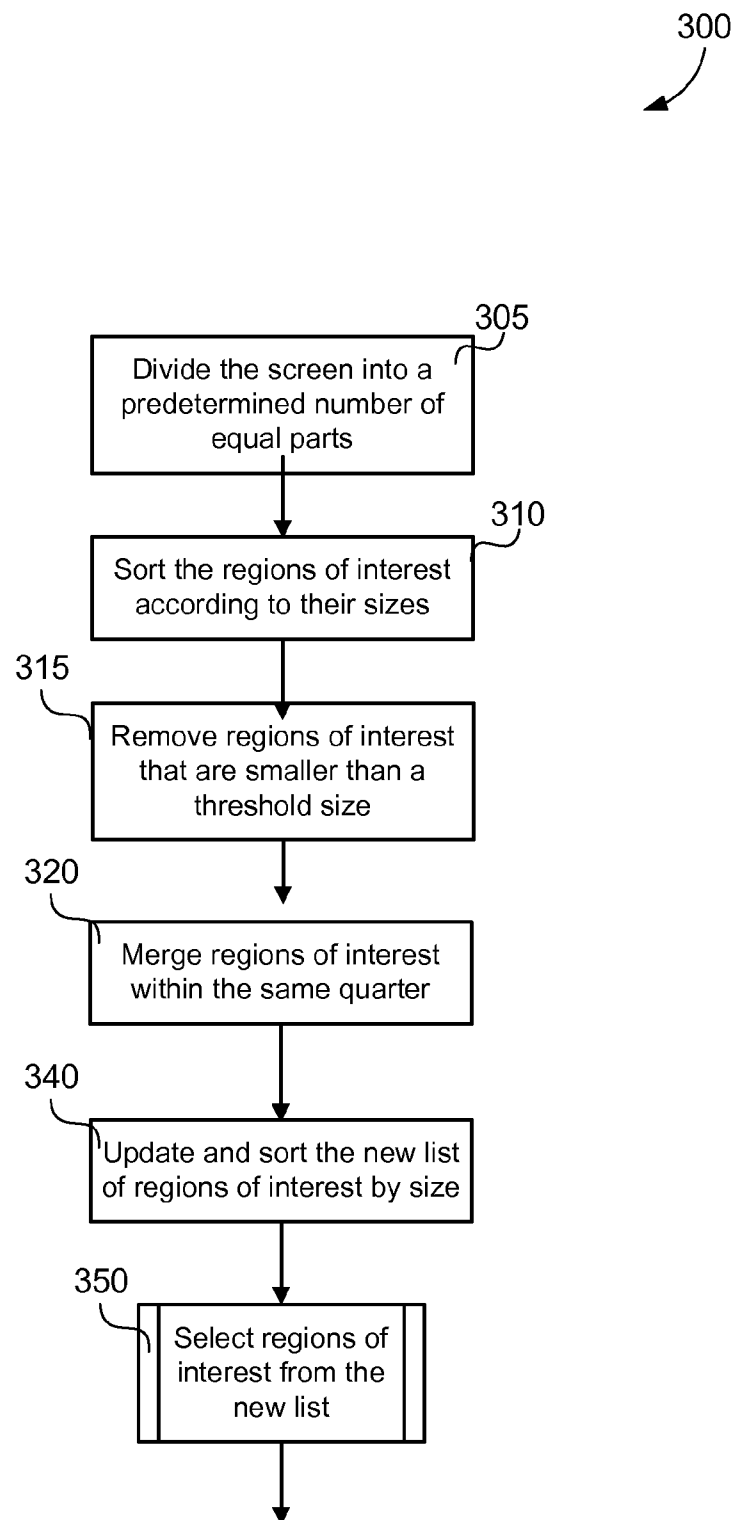 300
305
Divide the screen into a
predetermined number of
equal parts
310
Sort the regions of interest
according to their sizes
315
Remove regions of interest
that are smaller than a
threshold size
320
Merge regions of interest
within the same quarter
340
Update and sort the new list
of regions of interest by size
350
Select regions of
interest from the
new list